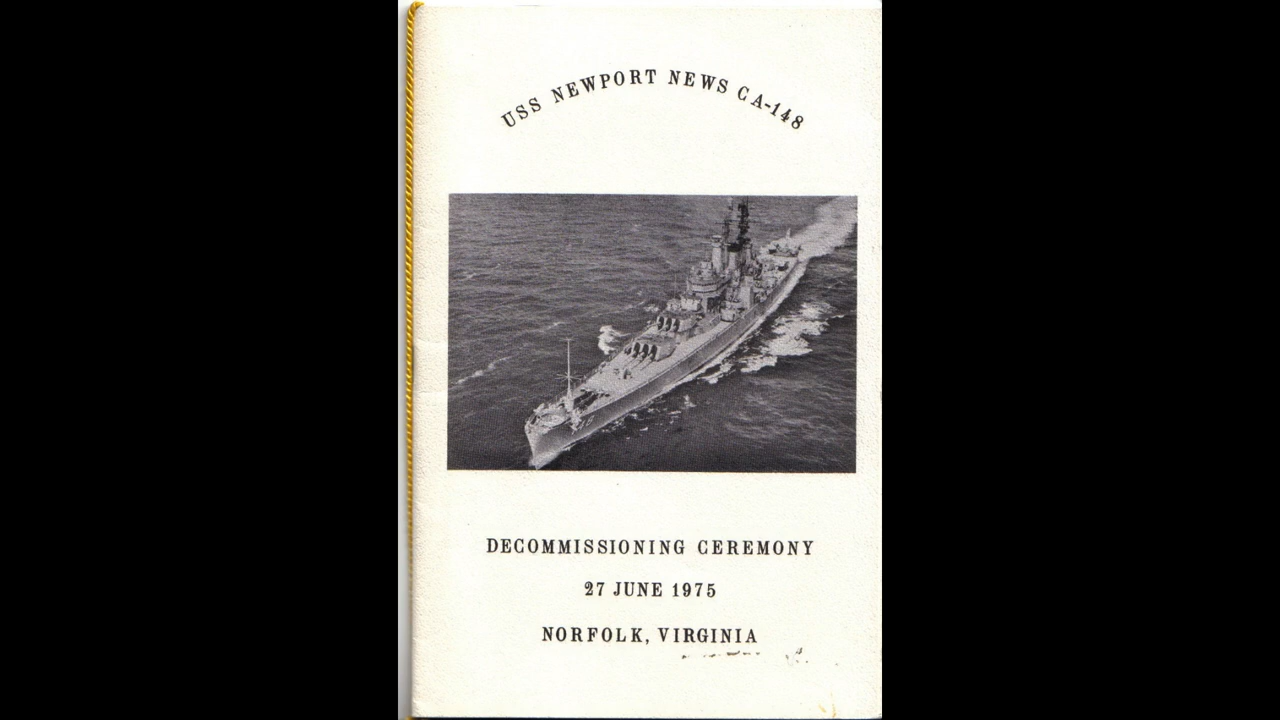 USS NEWPORT NEWS CA-148
DECOMMISSIONING CEREMONY
27 JUNE 1975
NORFOLK, VIRGINIA